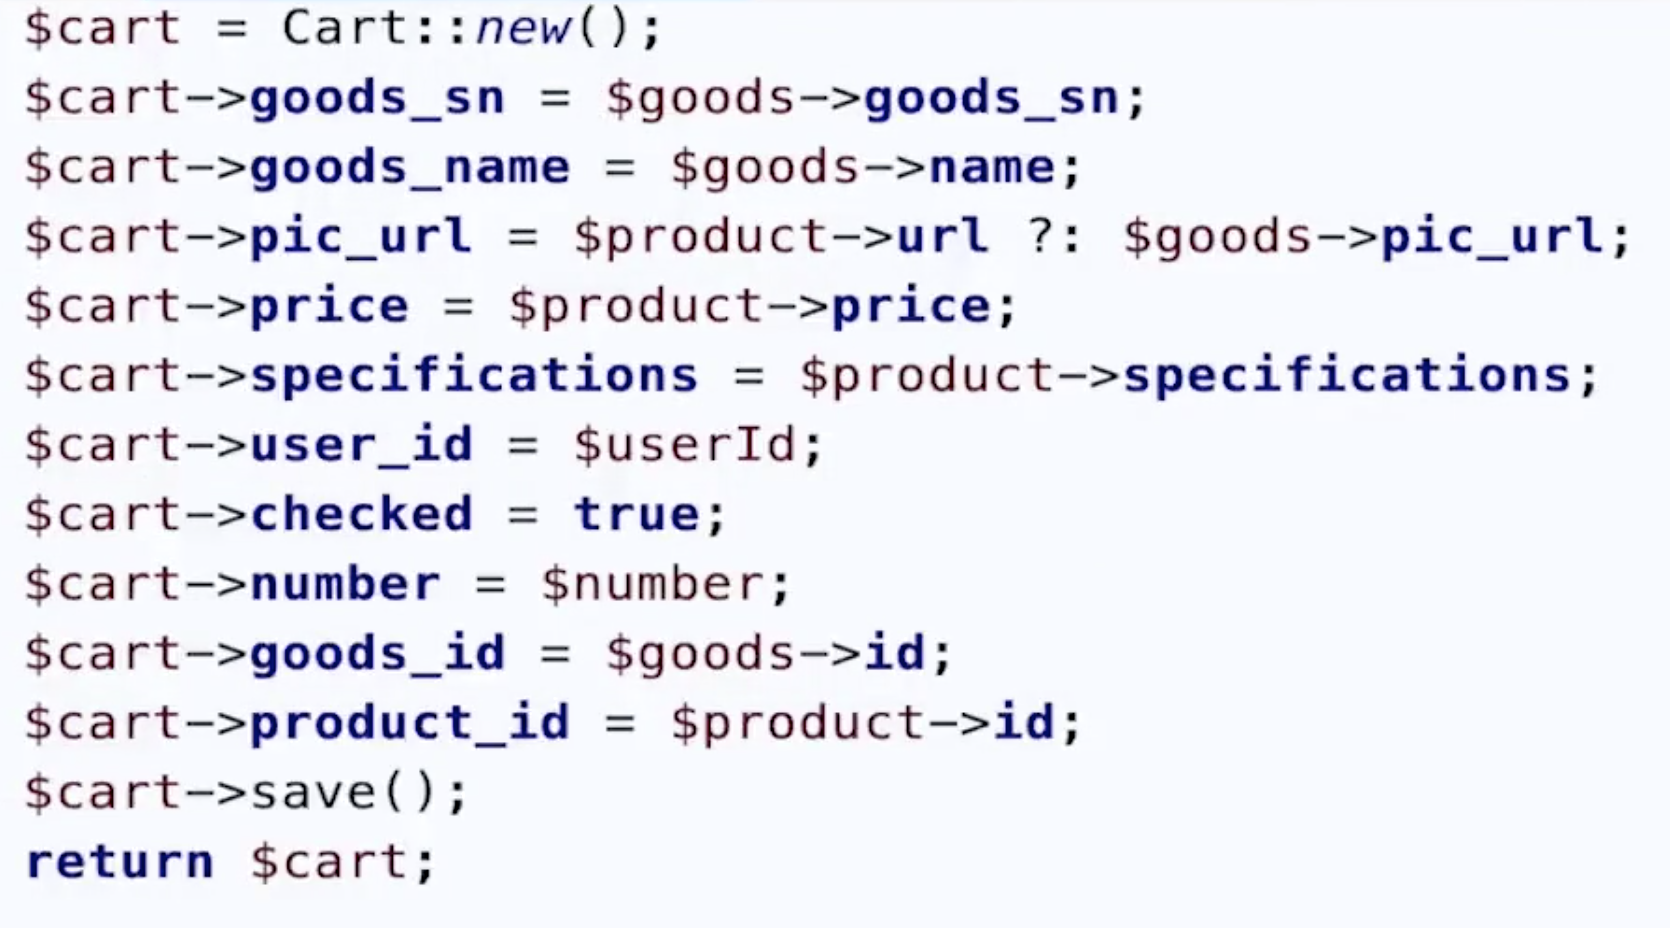 $cart = Cart::new();
$cart->goods_sn = $goods->goods_sn;
$cart->goods_name = $goods->name;
$cart->pic_url = $product->url ?: $goods->pic_url;
$cart->price = $product->price;
$cart->specifications = $product->specifications;
$cart->user_id = $userId;
$cart->checked = true;
$cart->number = $number;
$cart->goods_id = $goods->id;
$cart->product_id = $product->id;
$cart->save();
return $cart;